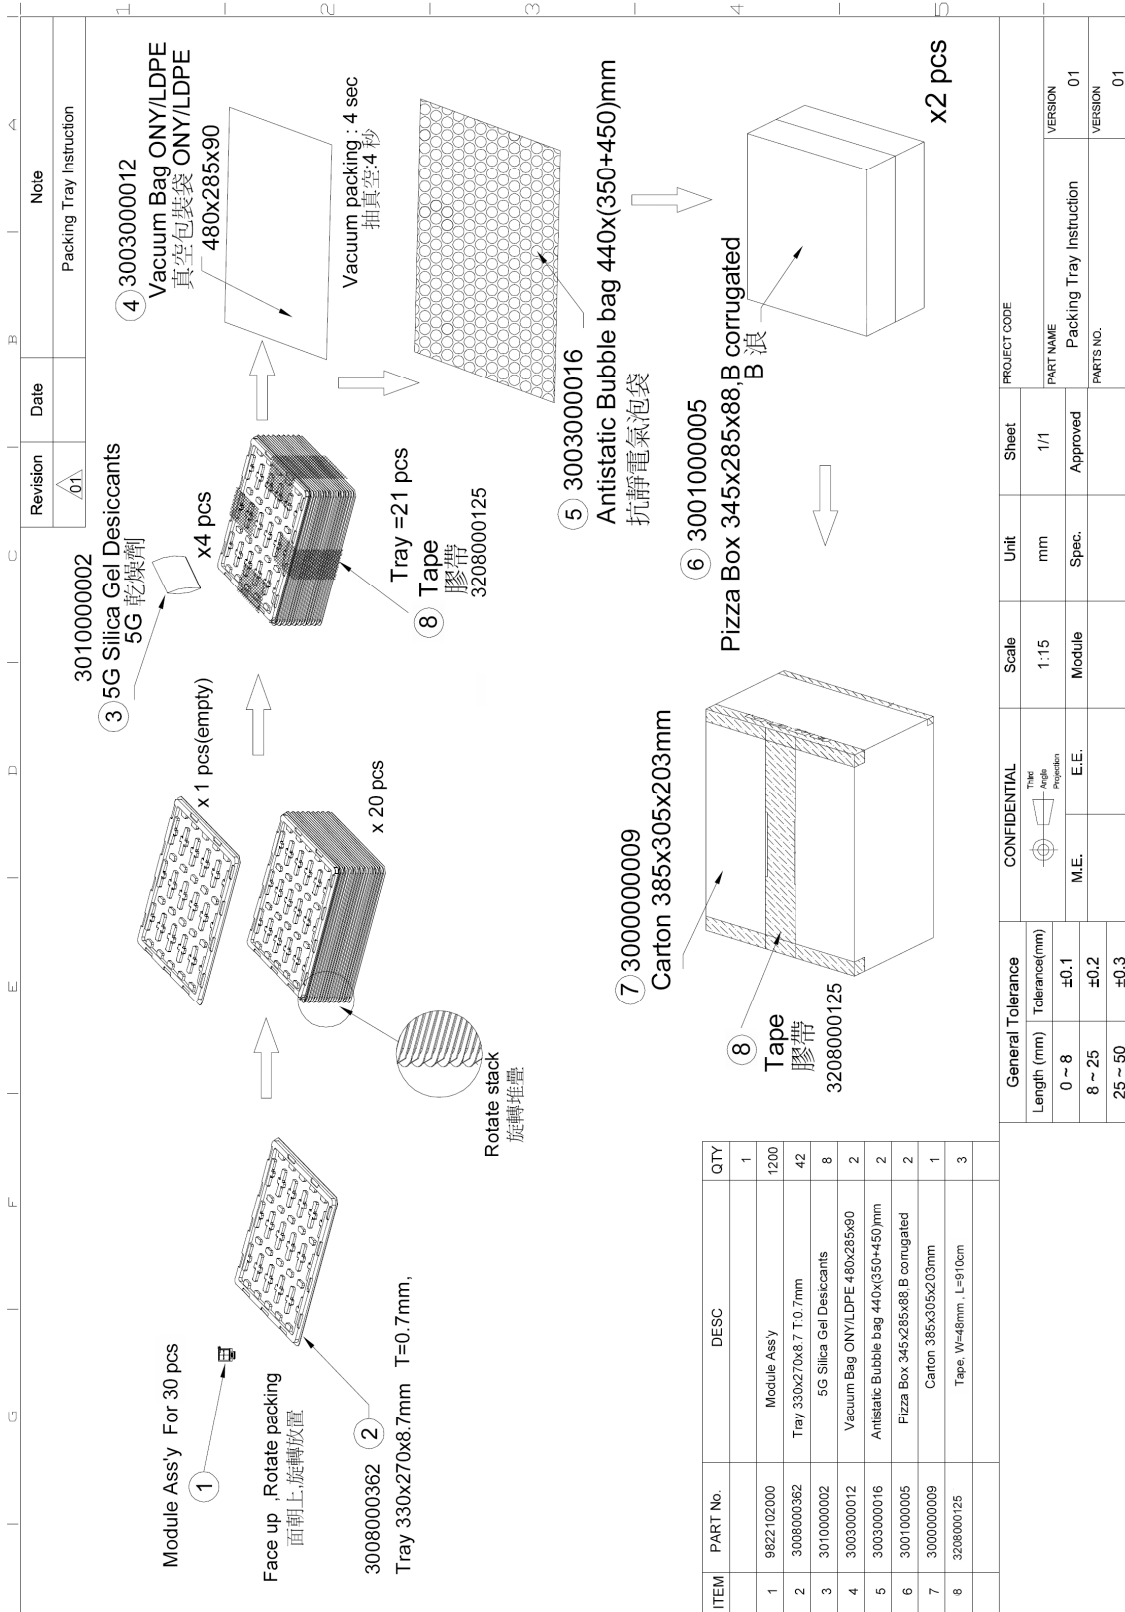 1
2
3
4
5
A
B
C
D
E
F
G
Revision
Date
Note
01
Packing Tray Instruction
Module Ass'y For 30 pcs
1
Face up ,Rotate packing
面朝上,旋轉放置
3008000362 2
Tray 330x270x8.7mm T=0.7mm,
x 1 pcs(empty)
x 20 pcs
Rotate stack
旋轉堆疊
3010000002
3 5G Silica Gel Desiccants
5G 乾燥劑
x4 pcs
Tray =21 pcs
8 Tape
膠帶
3208000125
4 3003000012
Vacuum Bag ONY/LDPE
真空包裝袋 ONY/LDPE
480x285x90
Vacuum packing : 4 sec
抽真空:4 秒
5 3003000016
Antistatic Bubble bag 440x(350+450)mm
抗靜電氣泡袋
6 3001000005
Pizza Box 345x285x88,B corrugated
B 浪
x2 pcs
7 3000000009
Carton 385x305x203mm
8
Tape
膠帶
3208000125
ITEM PART No. DESC QTY
1
1 9822102000 Module Ass'y 1200
2 3008000362 Tray 330x270x8.7 T:0.7mm 42
3 3010000002 5G Silica Gel Desiccants 8
4 3003000012 Vacuum Bag ONY/LDPE 480x285x90 2
5 3003000016 Antistatic Bubble bag 440x(350+450)mm 2
6 3001000005 Pizza Box 345x285x88,B corrugated 2
7 3000000009 Carton 385x305x203mm 1
8 3208000125 Tape, W=48mm , L=910cm 3
General Tolerance
Length (mm) Tolerance(mm)
0 ~ 8 ±0.1
8 ~ 25 ±0.2
25 ~ 50 ±0.3
CONFIDENTIAL
Third
Angle
Projection
M.E. E.E.
Scale Unit Sheet
1:15 mm 1/1
Module Spec. Approved
PROJECT CODE
PART NAME
Packing Tray Instruction
VERSION
01
PARTS NO.
VERSION
01